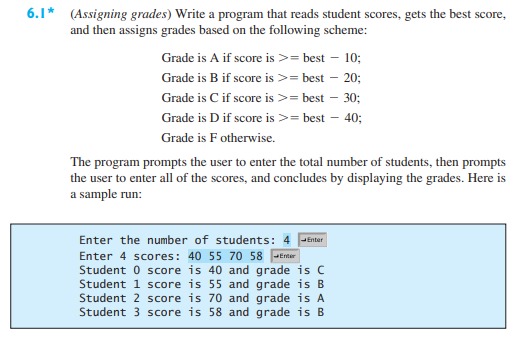 6.1* (Assigning grades) Write a program that reads student scores, gets the best score,
and then assigns grades based on the following scheme:
Grade is A if score is >= best − 10;
Grade is B if score is >= best − 20;
Grade is C if score is >= best − 30;
Grade is D if score is >= best − 40;
Grade is F otherwise.
The program prompts the user to enter the total number of students, then prompts
the user to enter all of the scores, and concludes by displaying the grades. Here is
a sample run:
Enter the number of students: 4 ↵Enter
Enter 4 scores: 40 55 70 58 ↵Enter
Student 0 score is 40 and grade is C
Student 1 score is 55 and grade is B
Student 2 score is 70 and grade is A
Student 3 score is 58 and grade is B